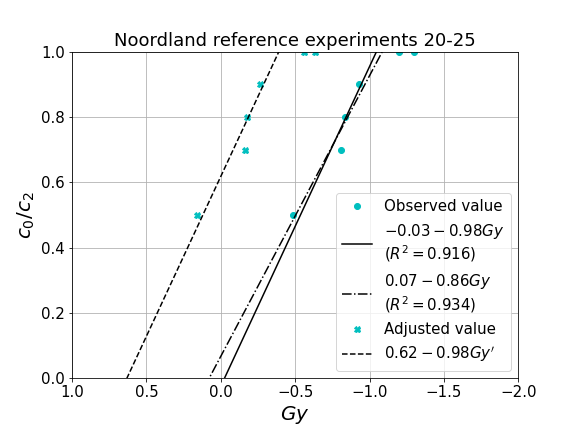 Noordland reference experiments 20-25
c₀/c₂
1.0
0.8
0.6
0.4
0.2
0.0
Observed value
−0.03 − 0.98Gy
(R² = 0.916)
0.07 − 0.86Gy
(R² = 0.934)
Adjusted value
0.62 − 0.98Gy′
1.0 0.5 0.0 −0.5 −1.0 −1.5 −2.0
Gy